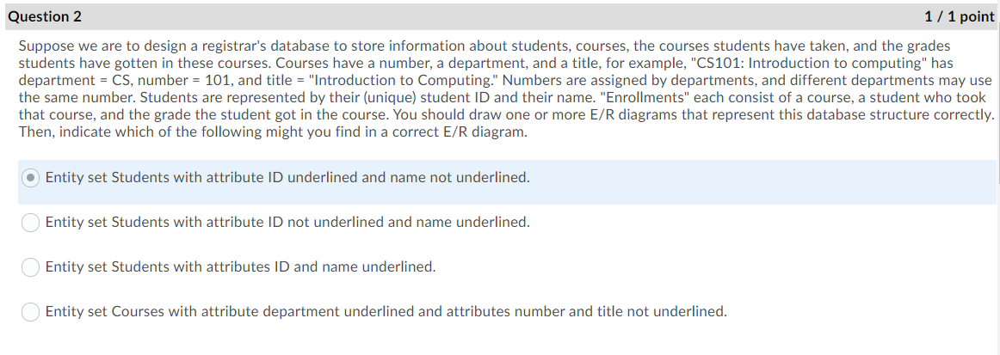 Question 2
1 / 1 point
Suppose we are to design a registrar's database to store information about students, courses, the courses students have taken, and the grades
students have gotten in these courses. Courses have a number, a department, and a title, for example, "CS101: Introduction to computing" has
department = CS, number = 101, and title = "Introduction to Computing." Numbers are assigned by departments, and different departments may use
the same number. Students are represented by their (unique) student ID and their name. "Enrollments" each consist of a course, a student who took
that course, and the grade the student got in the course. You should draw one or more E/R diagrams that represent this database structure correctly.
Then, indicate which of the following might you find in a correct E/R diagram.
Entity set Students with attribute ID underlined and name not underlined.
Entity set Students with attribute ID not underlined and name underlined.
Entity set Students with attributes ID and name underlined.
Entity set Courses with attribute department underlined and attributes number and title not underlined.